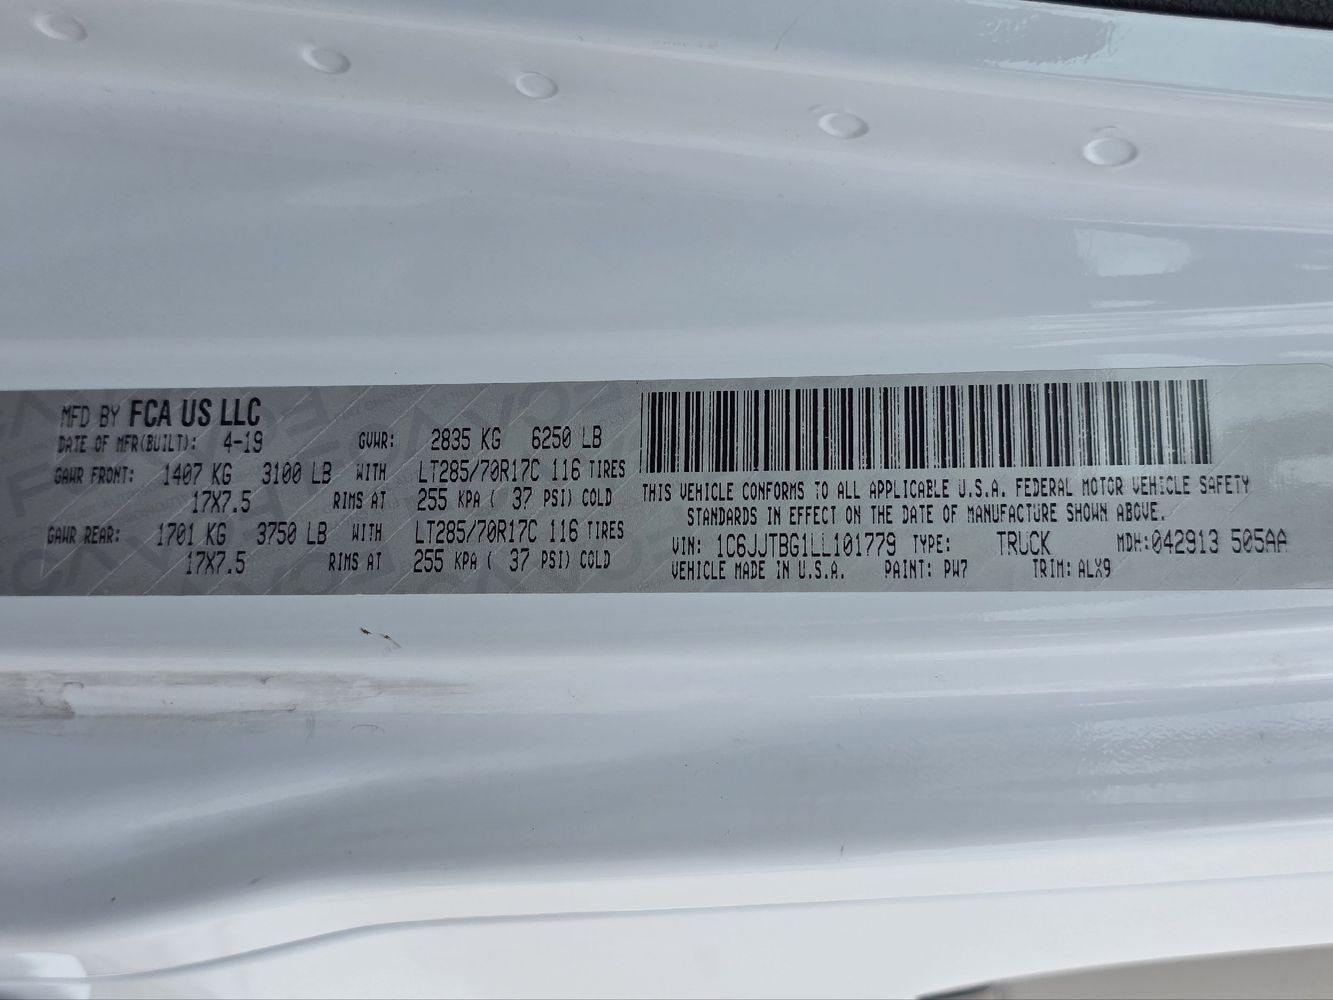 MFD BY FCA US LLC
DATE OF MFR(BUILT): 4-19 GVWR: 2835 KG 6250 LB
GAWR FRONT: 1407 KG 3100 LB WITH LT285/70R17C 116 TIRES
17X7.5 RIMS AT 255 KPA ( 37 PSI) COLD
GAWR REAR: 1701 KG 3750 LB WITH LT285/70R17C 116 TIRES
17X7.5 RIMS AT 255 KPA ( 37 PSI) COLD
THIS VEHICLE CONFORMS TO ALL APPLICABLE U.S.A. FEDERAL MOTOR VEHICLE SAFETY
STANDARDS IN EFFECT ON THE DATE OF MANUFACTURE SHOWN ABOVE.
VIN: 1C6JJTBG1LL101779 TYPE: TRUCK MDH:042913 505AA
VEHICLE MADE IN U.S.A. PAINT: PW7 TRIM: ALX9